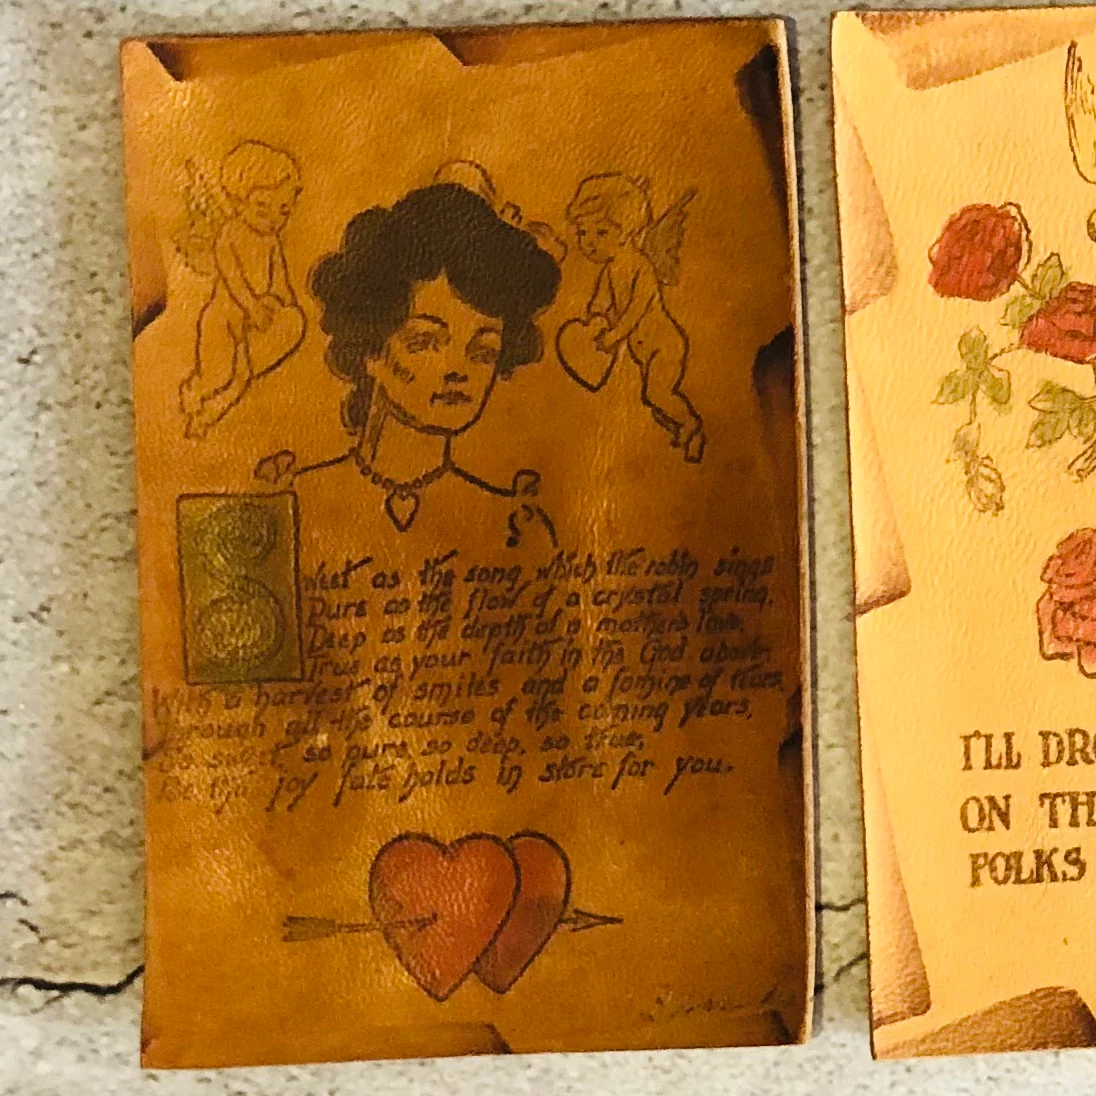 Sweet as the song which the robin sings
Pure as the flow of a crystal spring,
Deep as the depth of a mothers love,
True as your faith in the God above.
With a harvest of smiles and a famine of tears,
Through all the course of the coming years,
So sweet, so pure, so deep, so true,
Be the joy fate holds in store for you.
I'LL DRO
ON TH
FOLKS